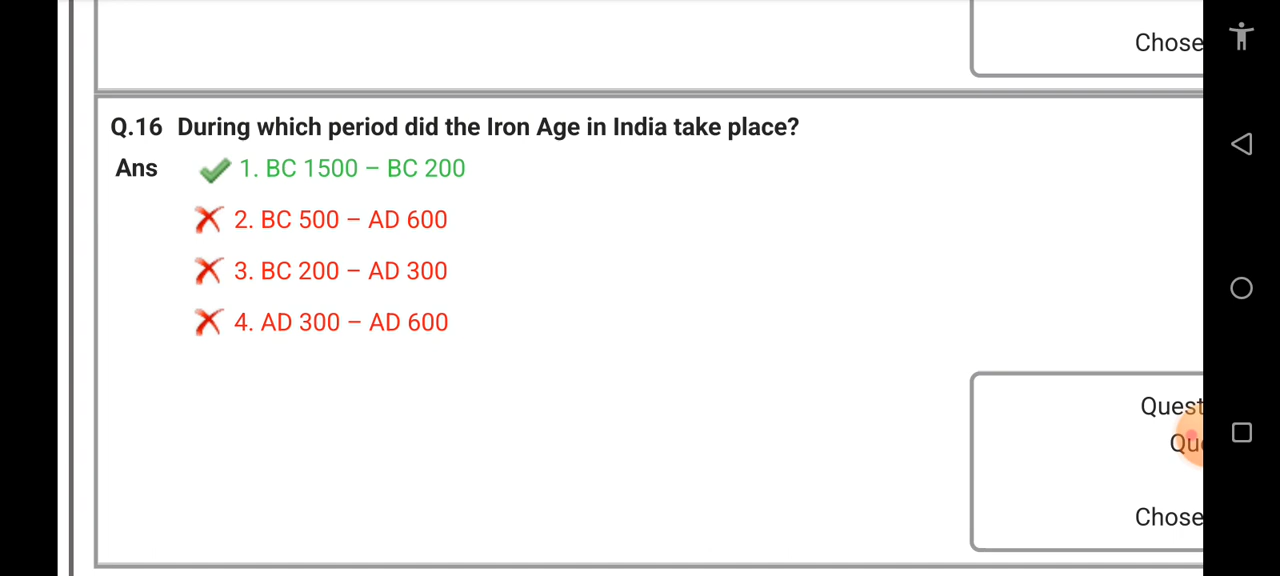 Chose
Q.16 During which period did the Iron Age in India take place?
Ans 1. BC 1500 – BC 200
2. BC 500 – AD 600
3. BC 200 – AD 300
4. AD 300 – AD 600
Quest
Chose